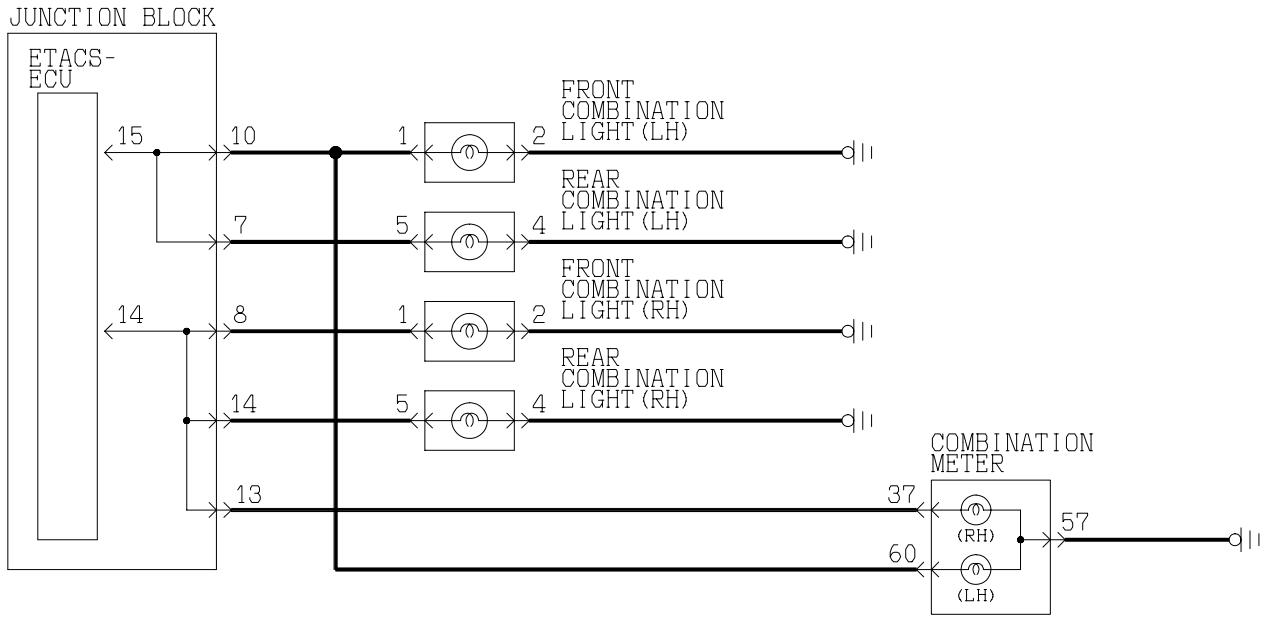 JUNCTION BLOCK
ETACS-
ECU
15
10
1
2
FRONT
COMBINATION
LIGHT(LH)
7
5
4
REAR
COMBINATION
LIGHT(LH)
14
8
1
2
FRONT
COMBINATION
LIGHT(RH)
14
5
4
REAR
COMBINATION
LIGHT(RH)
COMBINATION
METER
13
37
(RH)
57
60
(LH)